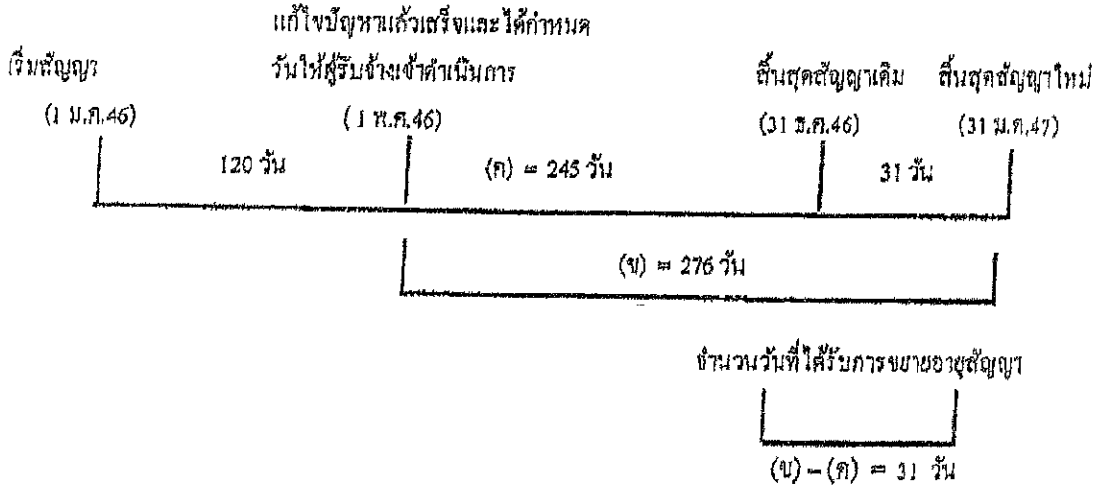 แก้ไขปัญหาแล้วเสร็จและได้กำหนด
เริ่มสัญญา วันให้ผู้รับจ้างเข้าดำเนินการ สิ้นสุดสัญญาเดิม สิ้นสุดสัญญาใหม่
(1 ม.ค.46) (1 พ.ค.46) (31 ธ.ค.46) (31 ม.ค.47)
120 วัน (ค) = 245 วัน 31 วัน
(ข) = 276 วัน
จำนวนวันที่ได้รับการขยายอายุสัญญา
(ข) – (ค) = 31 วัน